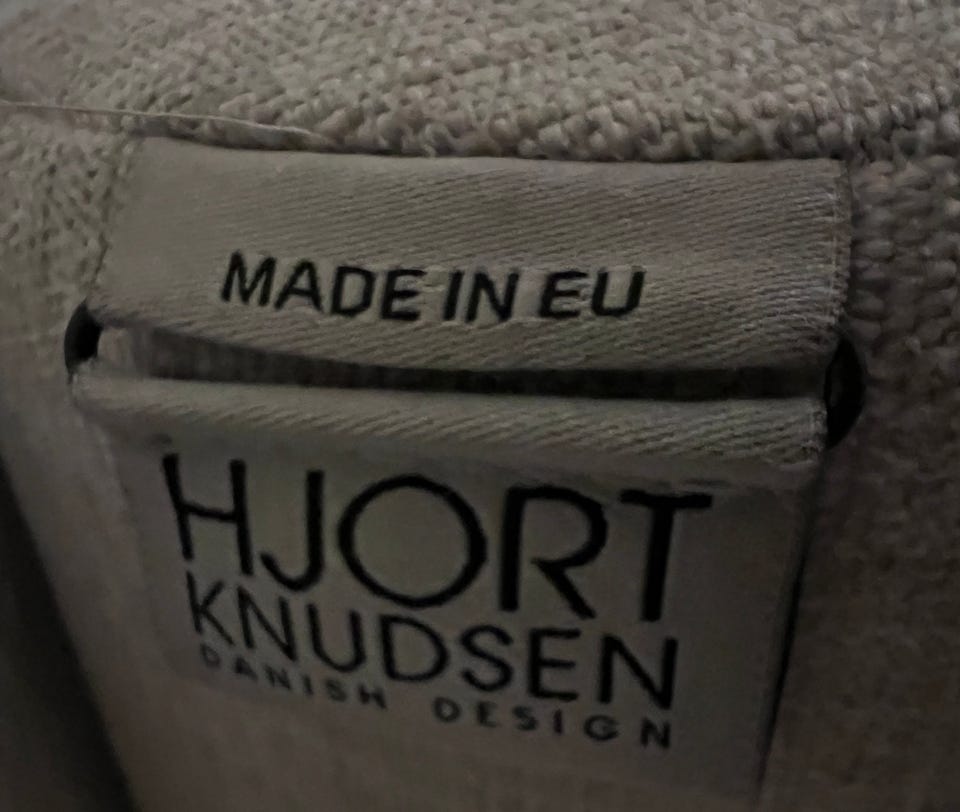 MADE IN EU
HJORT
KNUDSEN
DANISH DESIGN